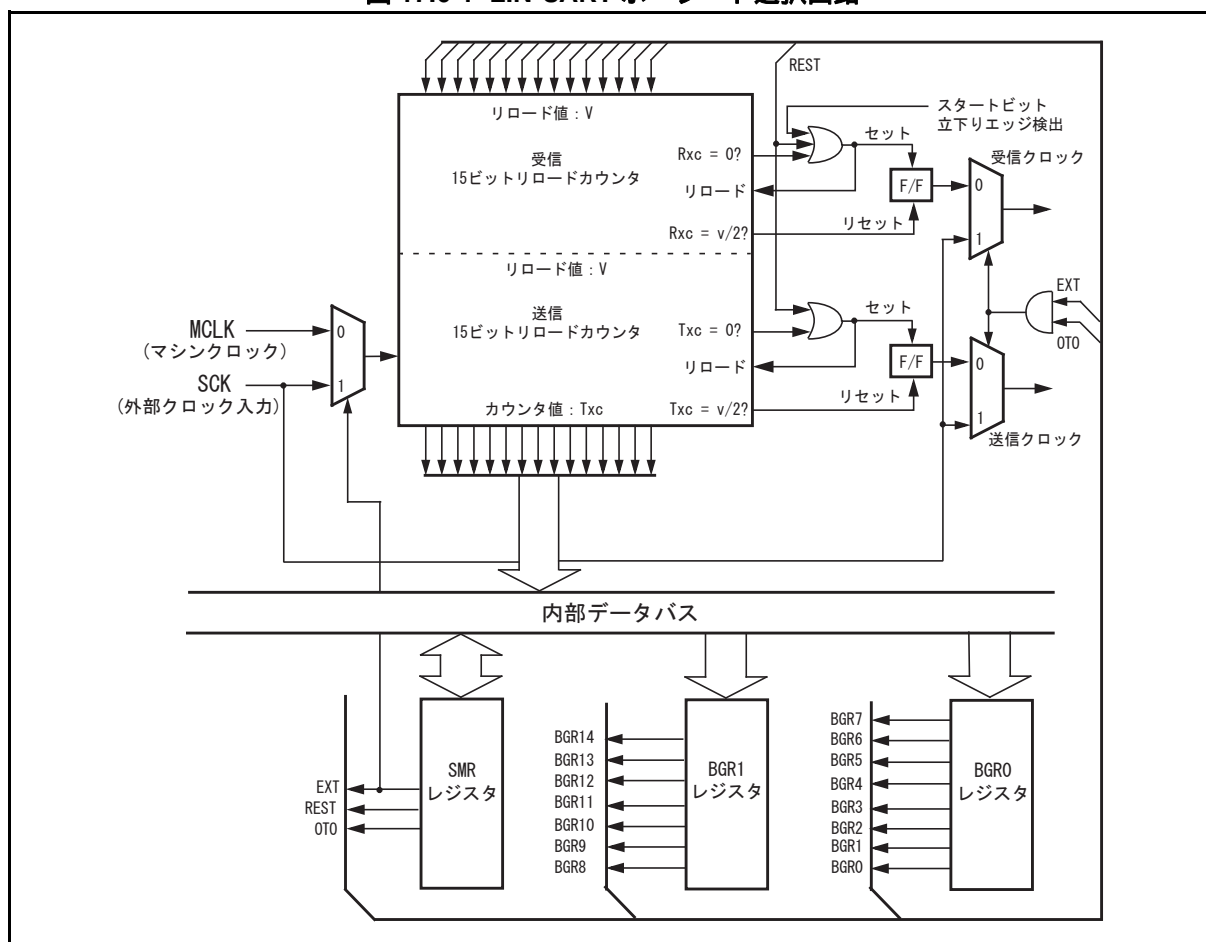 REST
スタートビット
立下りエッジ検出
リロード値：V
受信
15ビットリロードカウンタ
Rxc = 0?
セット
受信クロック
リロード
F/F
0
リセット
Rxc = v/2?
1
リロード値：V
送信
15ビットリロードカウンタ
EXT
OTO
MCLK
(マシンクロック)
0
Txc = 0?
セット
リロード
F/F
0
SCK
(外部クロック入力)
1
リセット
カウンタ値：Txc
Txc = v/2?
1
送信クロック
内部データバス
SMR
レジスタ
EXT
REST
OTO
BGR14
BGR13
BGR12
BGR11
BGR10
BGR9
BGR8
BGR1
レジスタ
BGR7
BGR6
BGR5
BGR4
BGR3
BGR2
BGR1
BGR0
BGR0
レジスタ